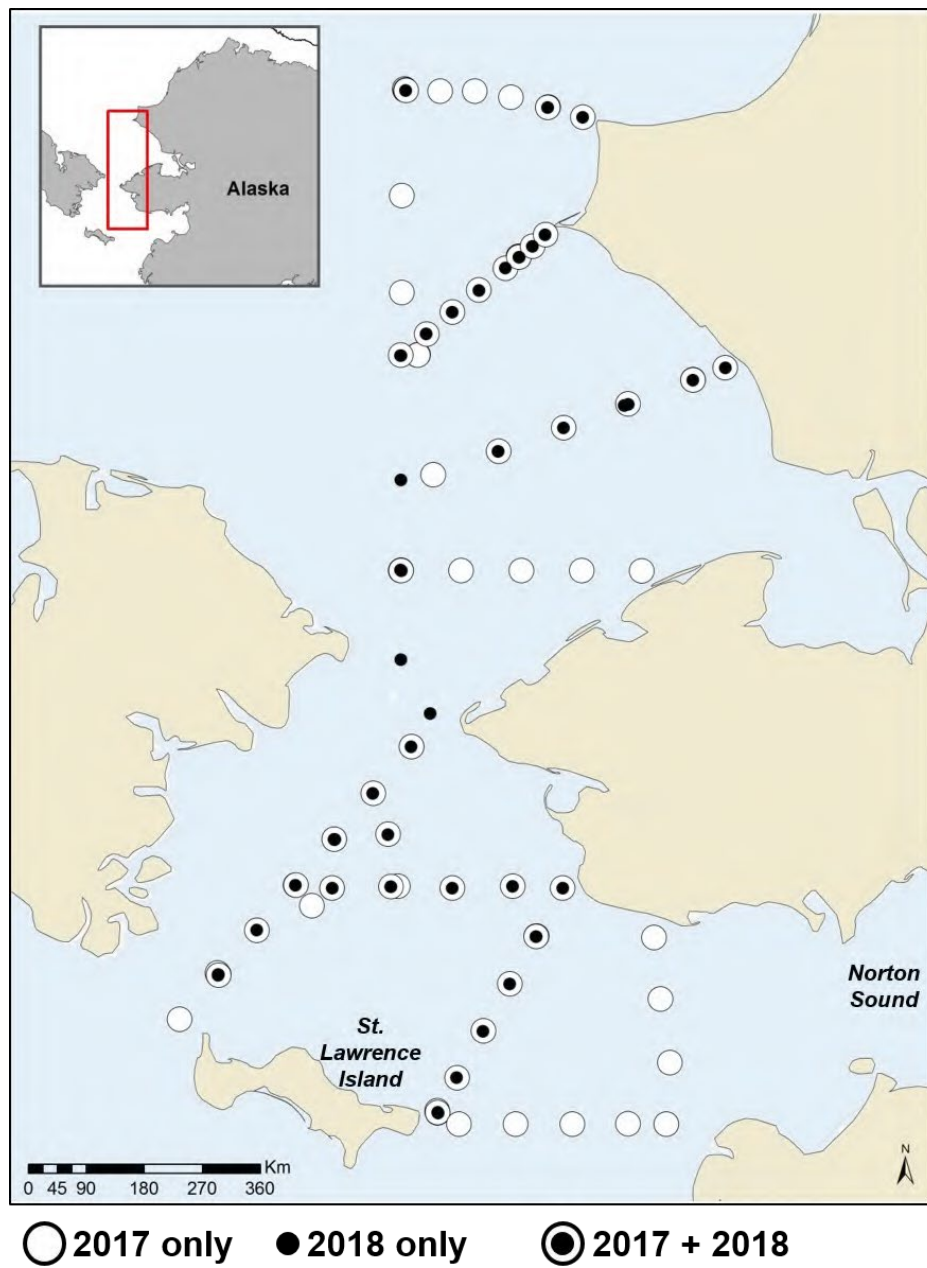 Alaska
Norton
Sound
St.
Lawrence
Island
N
Km
0 45 90 180 270 360
2017 only 2018 only 2017 + 2018